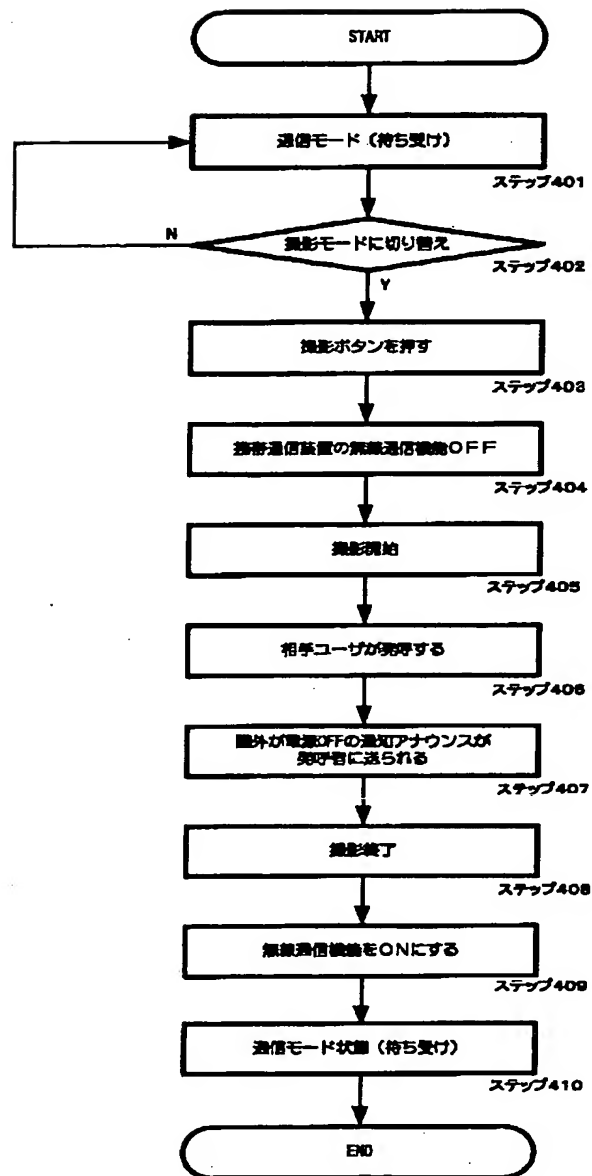 START
通信モード（待ち受け）
ステップ401
撮影モードに切り替え
ステップ402
N
Y
撮影ボタンを押す
ステップ403
携帯通信装置の無線通信機能OFF
ステップ404
撮影開始
ステップ405
相手ユーザが発呼する
ステップ406
圏外か電源OFFの通知アナウンスが
発呼者に送られる
ステップ407
撮影終了
ステップ408
無線通信機能をONにする
ステップ409
通信モード状態（待ち受け）
ステップ410
END